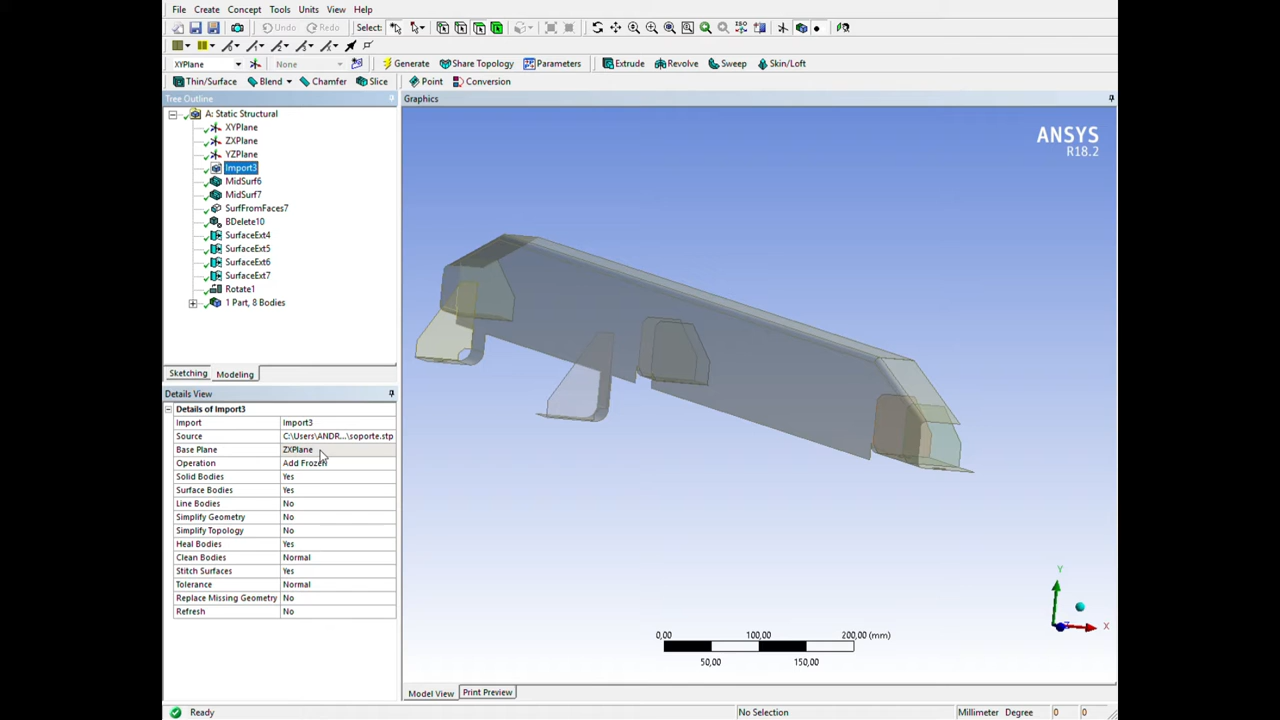 File Create Concept Tools Units View Help
Undo Redo Select: ISO
XYPlane None Generate Share Topology Parameters Extrude Revolve Sweep Skin/Loft
Thin/Surface Blend Chamfer Slice Point Conversion
Tree Outline
A: Static Structural
XYPlane
ZXPlane
YZPlane
Import3
MidSurf6
MidSurf7
SurfFromFaces7
BDelete10
SurfaceExt4
SurfaceExt5
SurfaceExt6
SurfaceExt7
Rotate1
1 Part, 8 Bodies
Sketching Modeling
Details View
Details of Import3
Import Import3
Source C:\Users\ANDR...\soporte.stp
Base Plane ZXPlane
Operation Add Frozen
Solid Bodies Yes
Surface Bodies Yes
Line Bodies No
Simplify Geometry No
Simplify Topology No
Heal Bodies Yes
Clean Bodies Normal
Stitch Surfaces Yes
Tolerance Normal
Replace Missing Geometry No
Refresh No
Graphics
ANSYS
R18.2
Y
X
Z
0,00 100,00 200,00 (mm)
50,00 150,00
Model View Print Preview
Ready No Selection Millimeter Degree 0 0